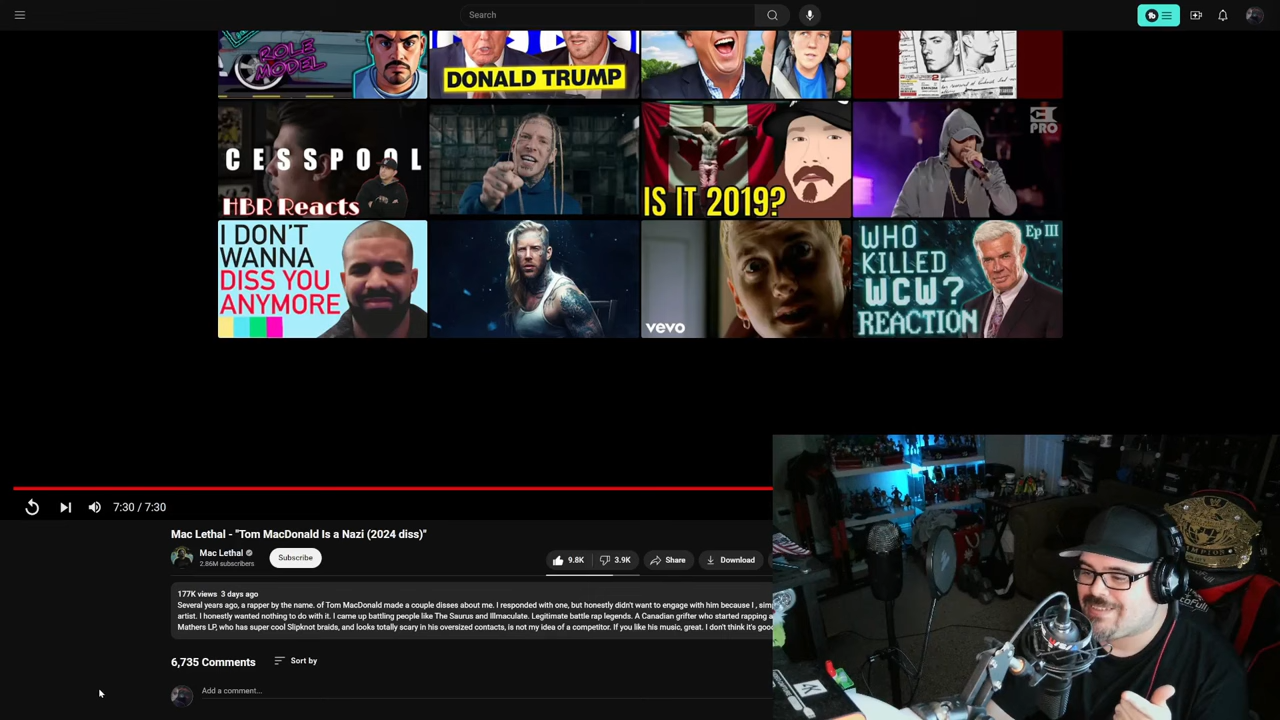 Search
ROLE
MODEL
DONALD TRUMP
CESSPOOL
HBR Reacts
IS IT 2019?
E
PRO
I DON'T
WANNA
DISS YOU
ANYMORE
vevo
WHO
KILLED
WCW?
REACTION
Ep III
7:30 / 7:30
Mac Lethal - "Tom MacDonald Is a Nazi (2024 diss)"
Mac Lethal
2.86M subscribers
Subscribe
9.8K
3.9K
Share
Download
177K views 3 days ago
Several years ago, a rapper by the name. of Tom MacDonald made a couple disses about me. I responded with one, but honestly didn't want to engage with him because I , sim
artist. I honestly wanted nothing to do with it. I came up battling people like The Saurus and Illmaculate. Legitimate battle rap legends. A Canadian grifter who started rapping a
Mathers LP, who has super cool Slipknot braids, and looks totally scary in his oversized contacts, is not my idea of a competitor. If you like his music, great. I don't think it's goo
6,735 Comments
Sort by
Add a comment...